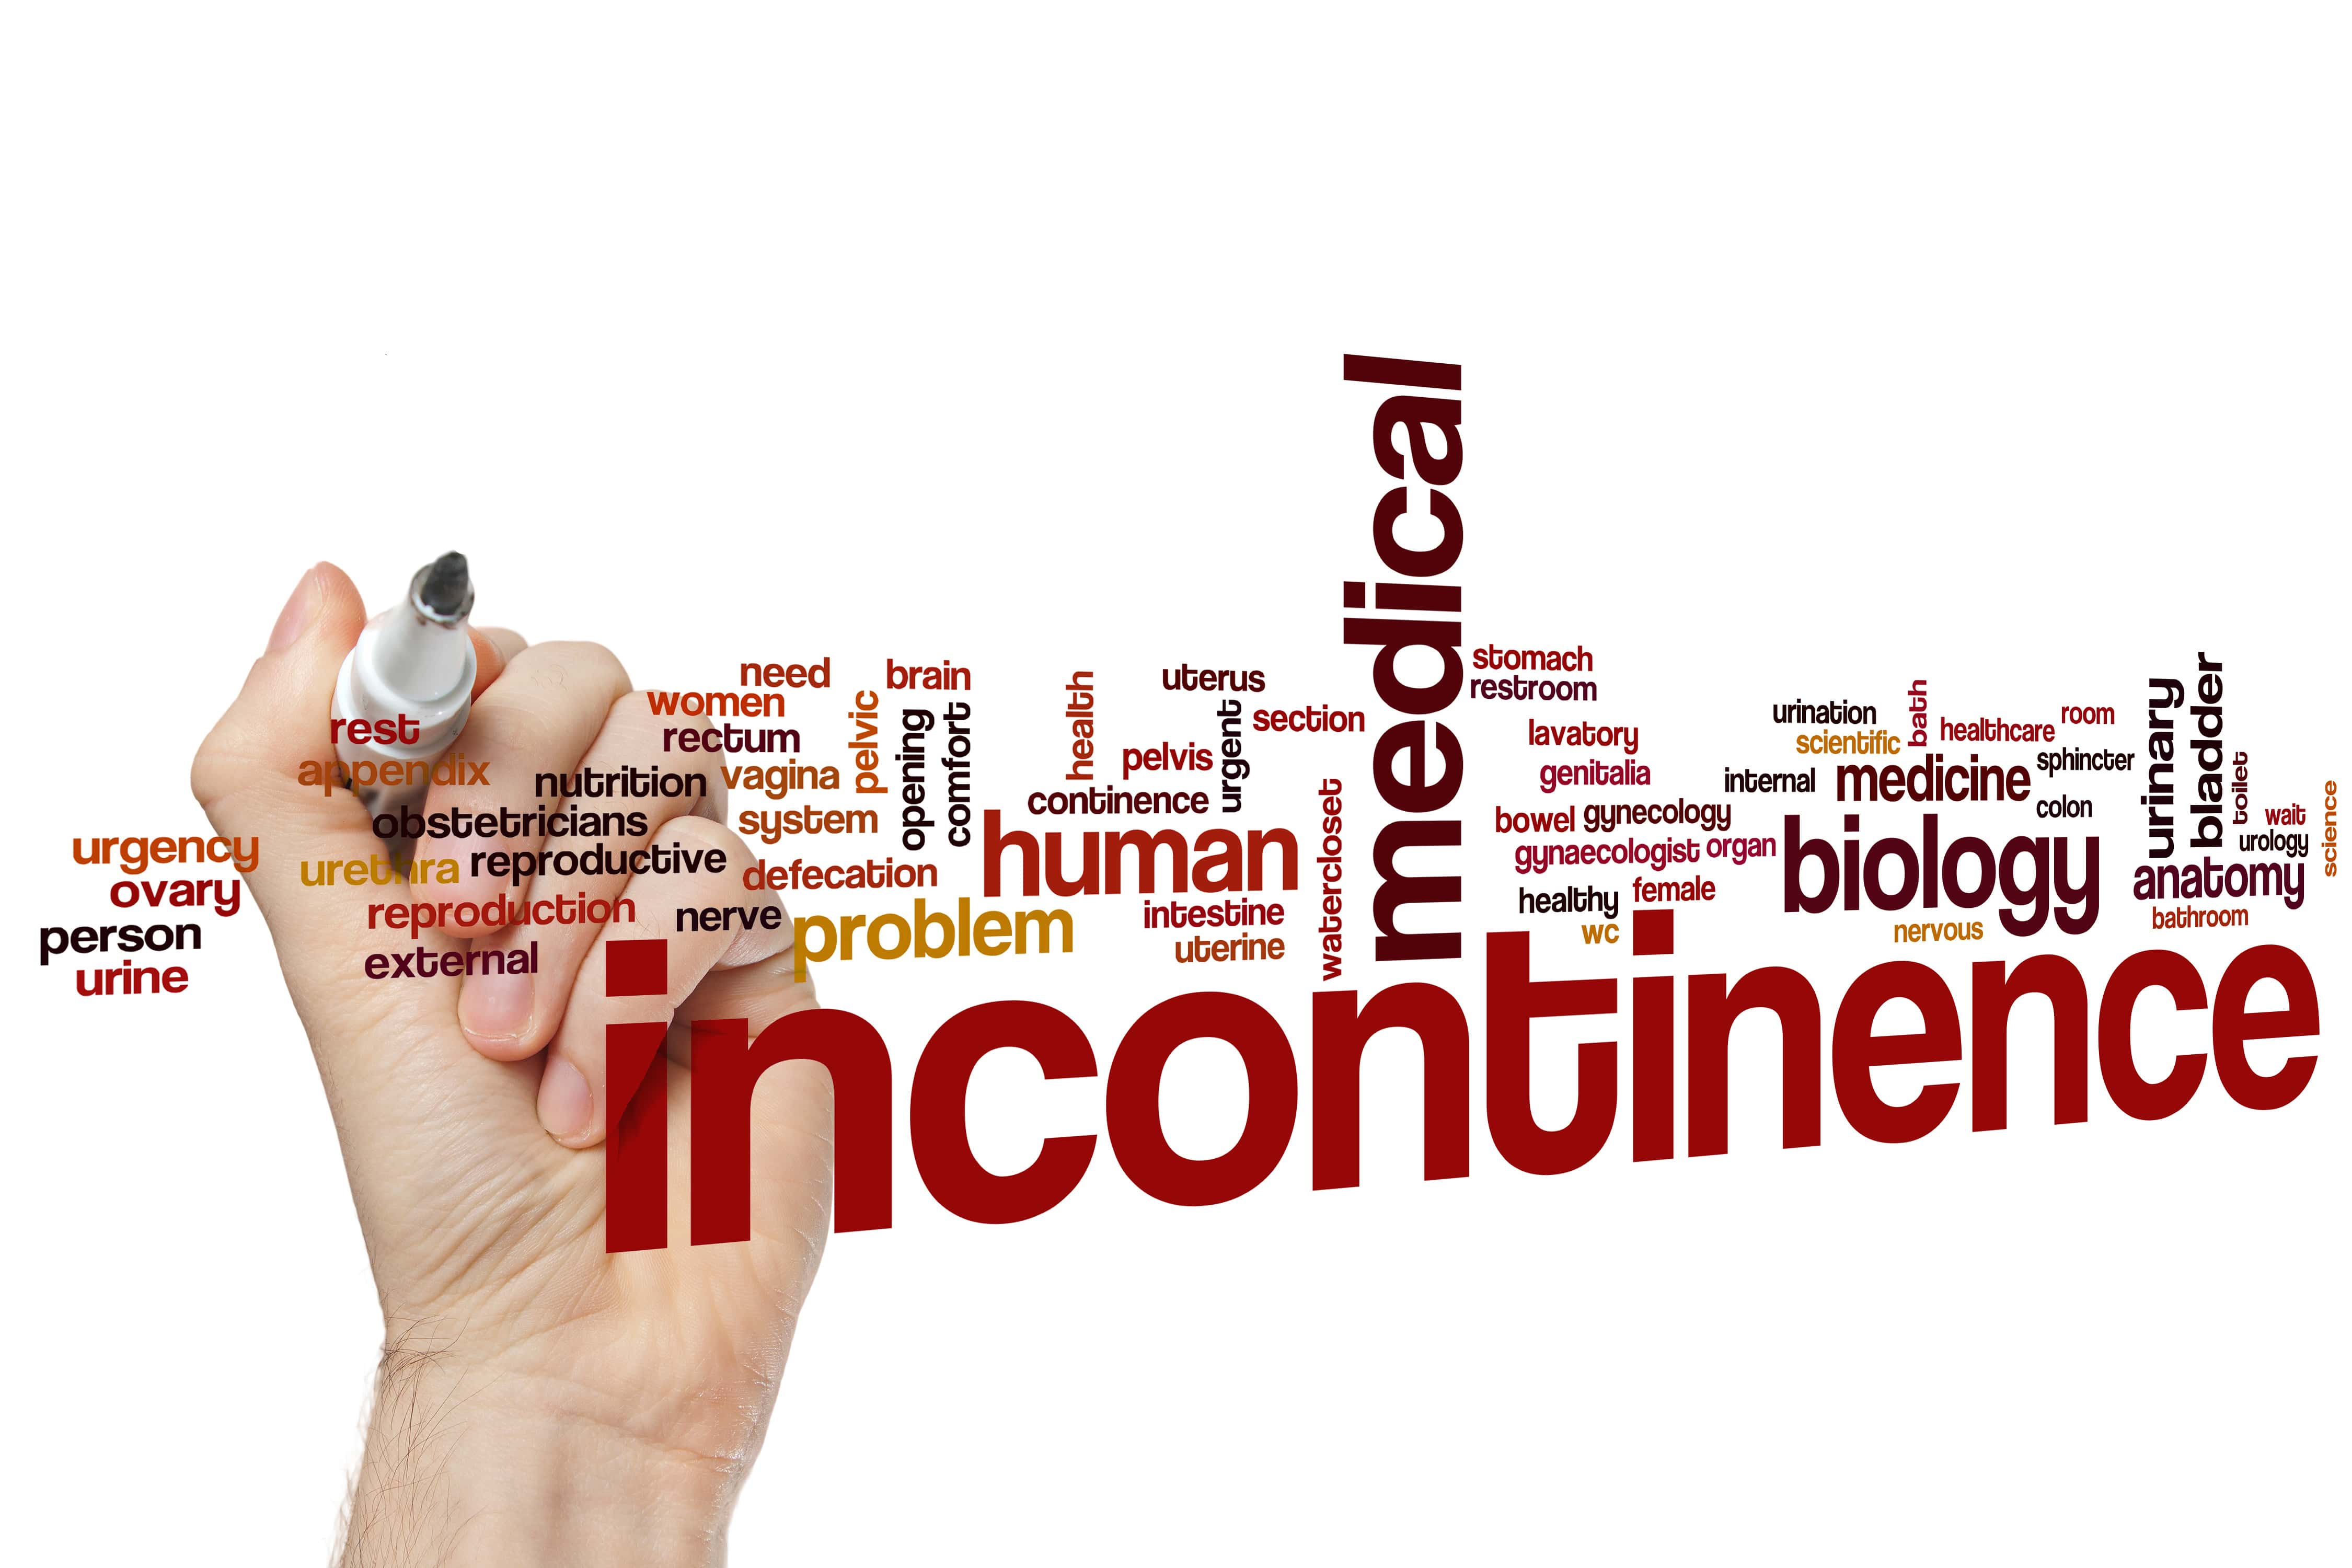 medical
need
brain
women
rectum
pelvic
opening
comfort
health
uterus
urgent
section
pelvis
stomach
restroom
lavatory
genitalia
urination
bath
scientific
healthcare
room
urinary
bladder
sphincter
toilet
wait
urology
science
rest
appendix
nutrition
vagina
system
continence
internal
medicine
colon
obstetricians
bowel
gynecology
urgency
ovary
person
urine
urethra
reproductive
defecation
human
watercloset
gynaecologist
organ
biology
anatomy
reproduction
nerve
problem
intestine
uterine
healthy
female
wc
nervous
bathroom
external
incontinence